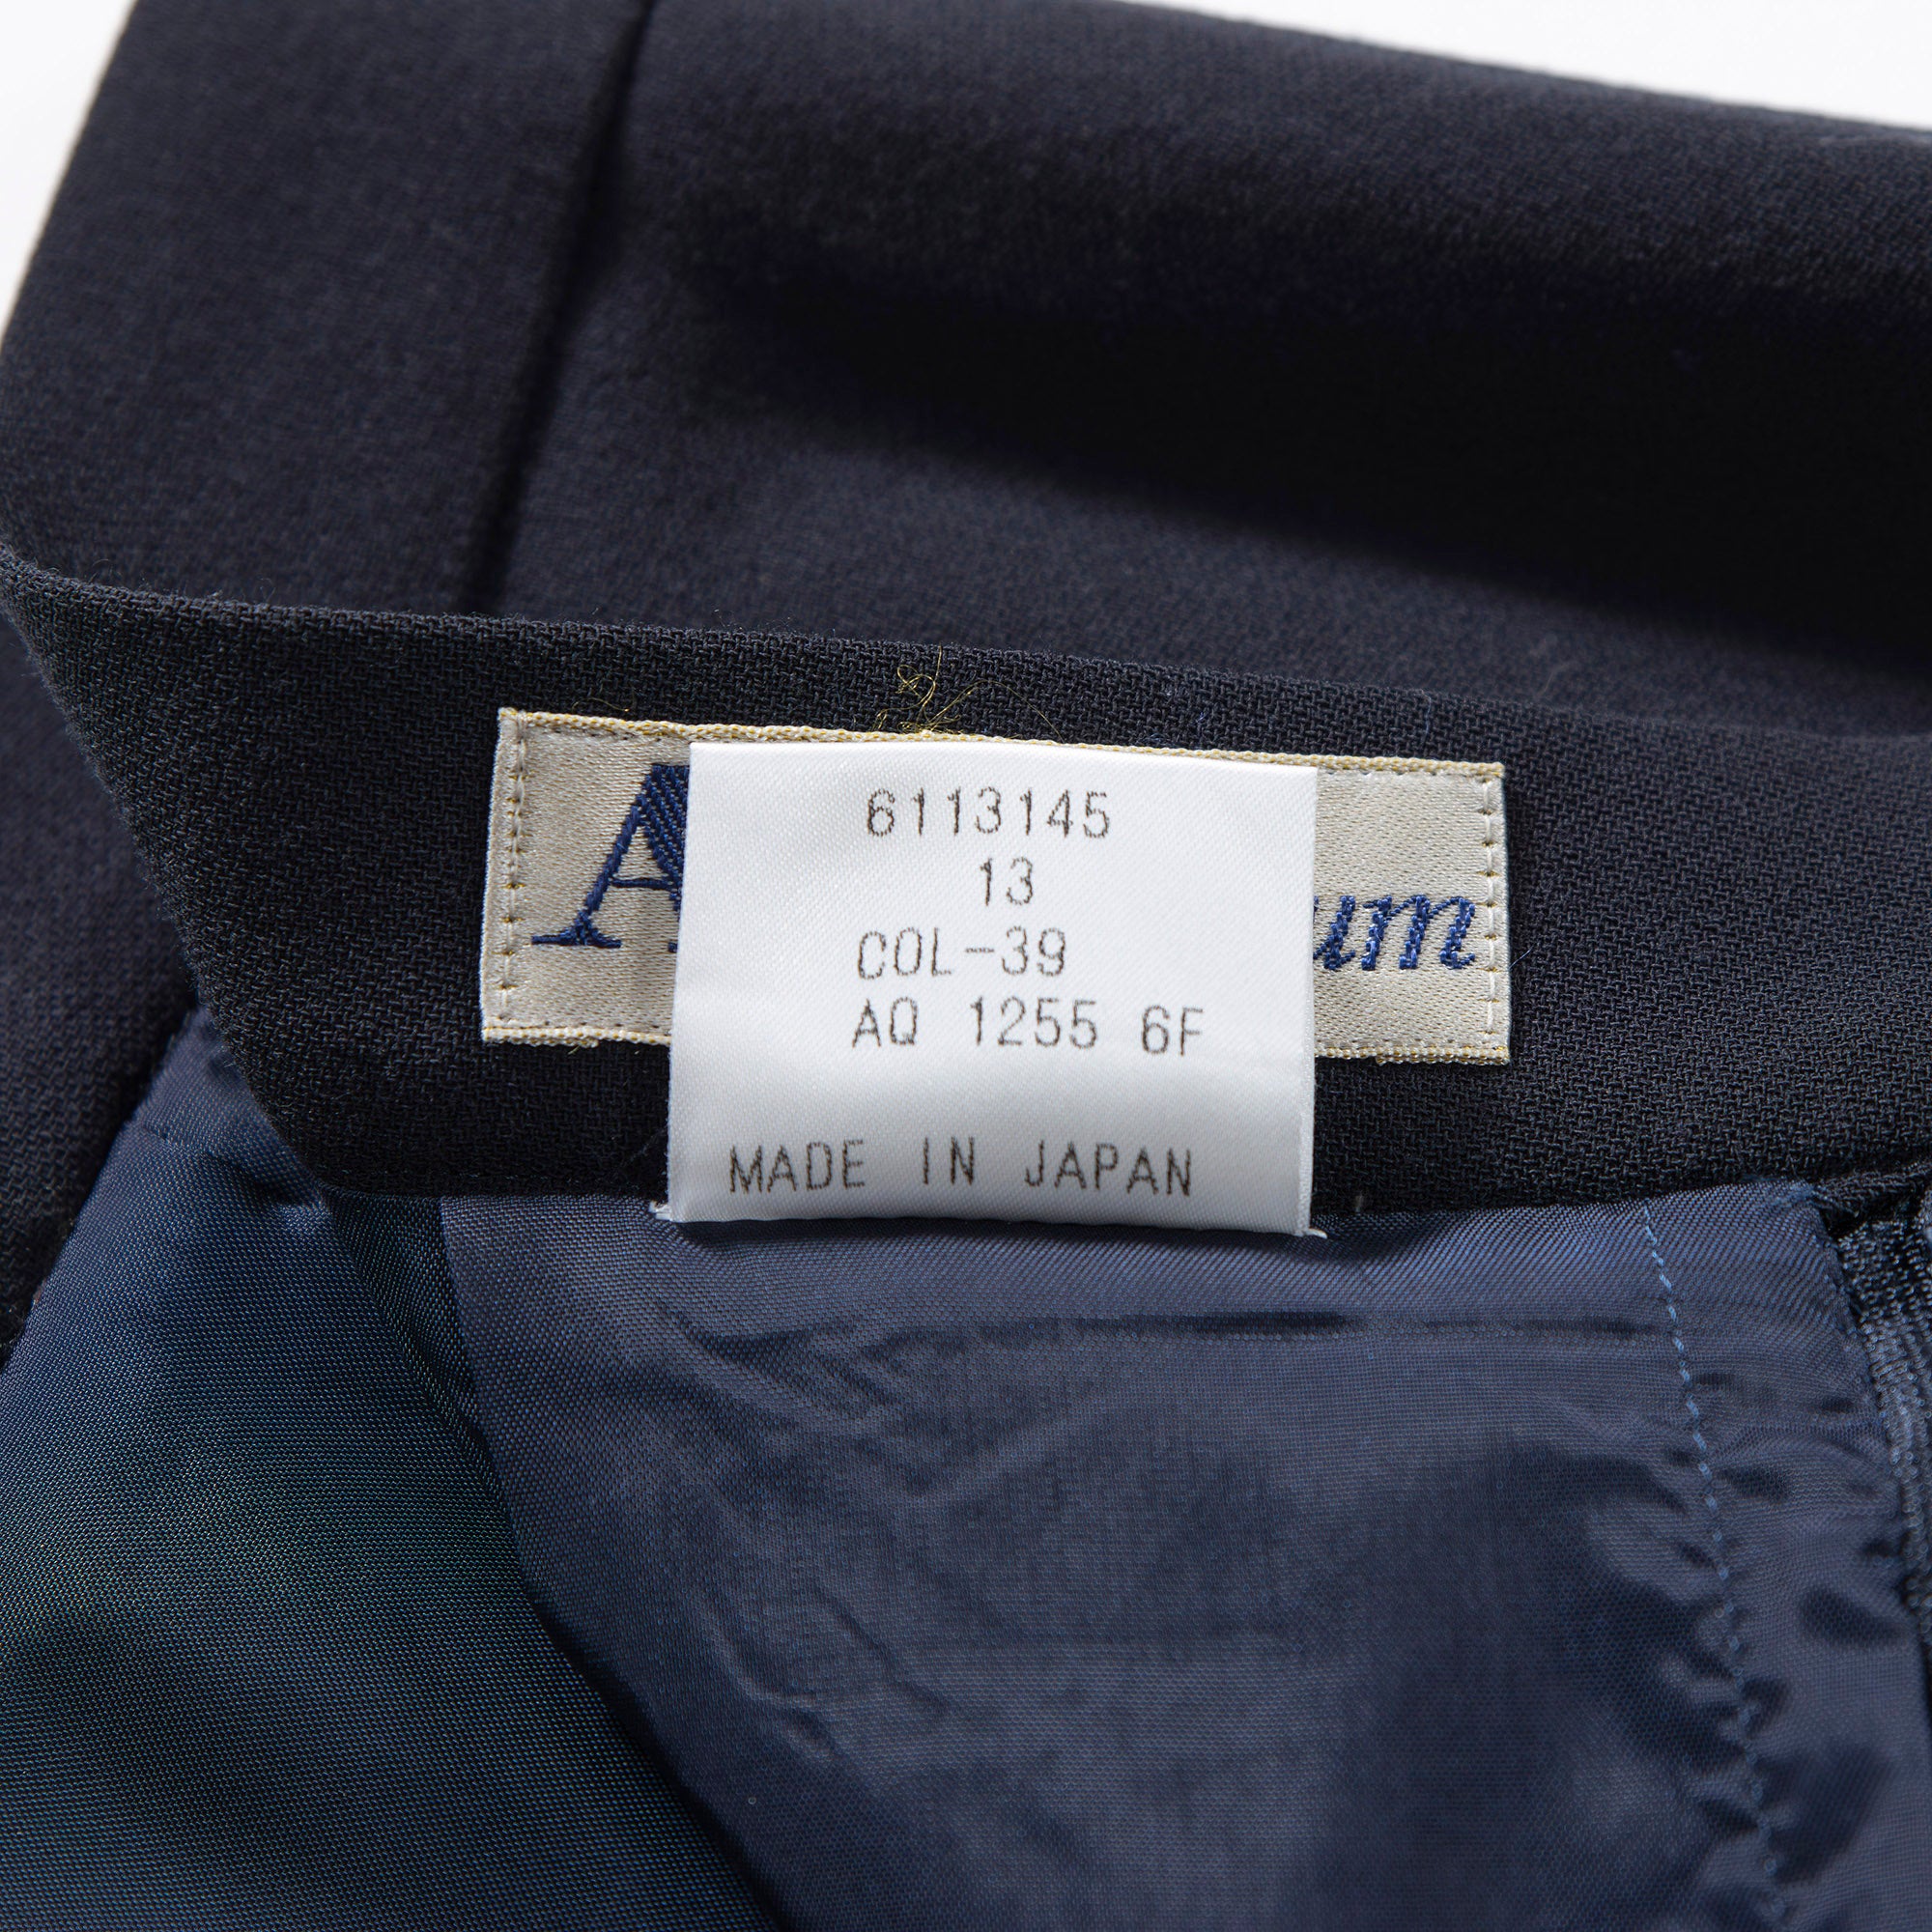 6113145
13
COL-39
AQ 1255 6F
MADE IN JAPAN